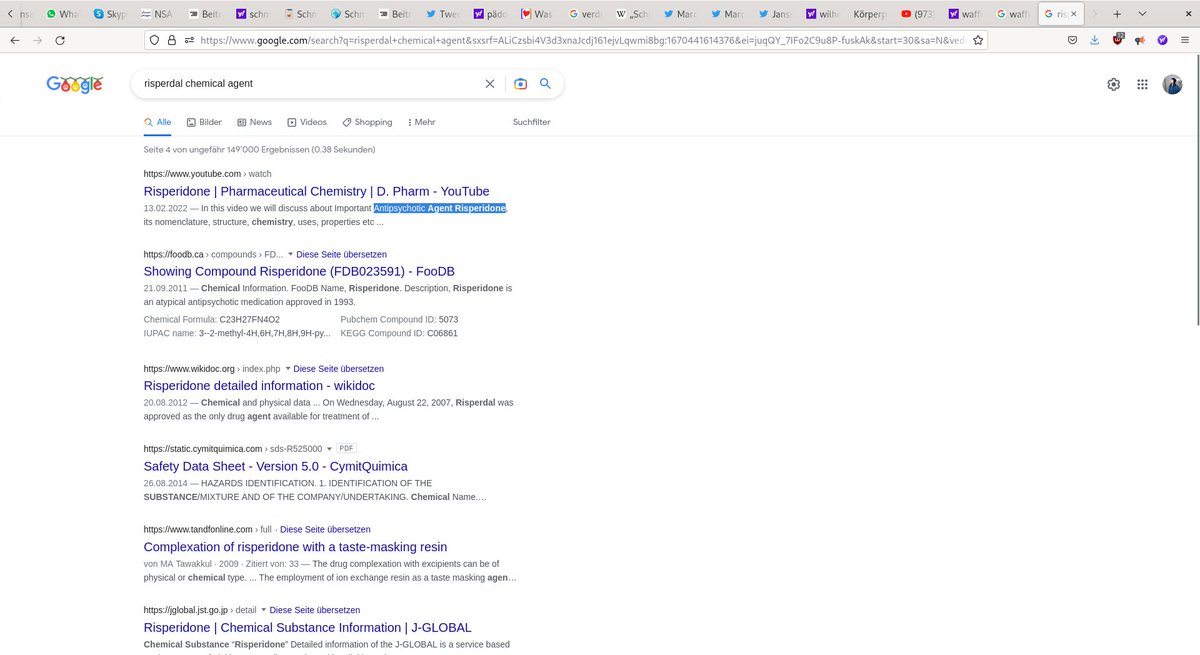 nsa
Wha
Skyp
NSA
Beitr
schn
Schn
Schn
Beitr
Twee
pädo
Was
verdi
„Schl
Marc
Marc
Jans
wilhe
Körperp
(973)
waff
waff
risp
https://www.google.com/search?q=risperdal+chemical+agent&sxsrf=ALiCzsbi4V3d3xnaJcdj161ejvLqwmi8bg:1670441614376&ei=juqQY_7IFo2C9u8P-fuskAk&start=30&sa=N&ved
Google
risperdal chemical agent
Alle Bilder News Videos Shopping Mehr Suchfilter
Seite 4 von ungefähr 149'000 Ergebnissen (0.38 Sekunden)
https://www.youtube.com › watch
Risperidone | Pharmaceutical Chemistry | D. Pharm - YouTube
13.02.2022 — In this video we will discuss about Important Antipsychotic Agent Risperidone,
its nomenclature, structure, chemistry, uses, properties etc ...
https://foodb.ca › compounds › FD... Diese Seite übersetzen
Showing Compound Risperidone (FDB023591) - FooDB
21.09.2011 — Chemical Information. FooDB Name, Risperidone. Description, Risperidone is
an atypical antipsychotic medication approved in 1993.
Chemical Formula: C23H27FN4O2 Pubchem Compound ID: 5073
IUPAC name: 3--2-methyl-4H,6H,7H,8H,9H-py... KEGG Compound ID: C06861
https://www.wikidoc.org › index.php Diese Seite übersetzen
Risperidone detailed information - wikidoc
20.08.2012 — Chemical and physical data ... On Wednesday, August 22, 2007, Risperdal was
approved as the only drug agent available for treatment of ...
https://static.cymitquimica.com › sds-R525000 PDF
Safety Data Sheet - Version 5.0 - CymitQuimica
26.08.2014 — HAZARDS IDENTIFICATION. 1. IDENTIFICATION OF THE
SUBSTANCE/MIXTURE AND OF THE COMPANY/UNDERTAKING. Chemical Name....
https://www.tandfonline.com › full · Diese Seite übersetzen
Complexation of risperidone with a taste-masking resin
von MA Tawakkul · 2009 · Zitiert von: 33 — The drug complexation with excipients can be of
physical or chemical type. ... The employment of ion exchange resin as a taste masking agen...
https://jglobal.jst.go.jp › detail Diese Seite übersetzen
Risperidone | Chemical Substance Information | J-GLOBAL
Chemical Substance “Risperidone” Detailed information of the J-GLOBAL is a service based